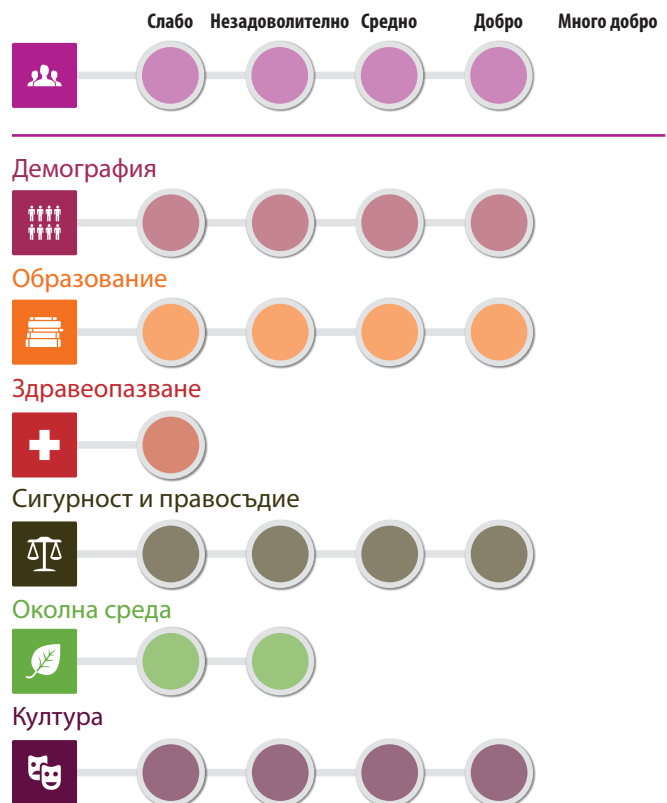 Слабо Незадоволително Средно Добро Много добро
Демография
Образование
Здравеопазване
Сигурност и правосъдие
Околна среда
Култура